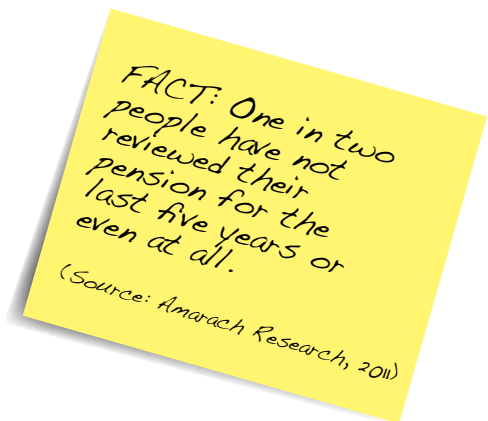 FACT: One in two
people have not
reviewed their
pension for the
last five years or
even at all.
(Source: Amarach Research, 2011)